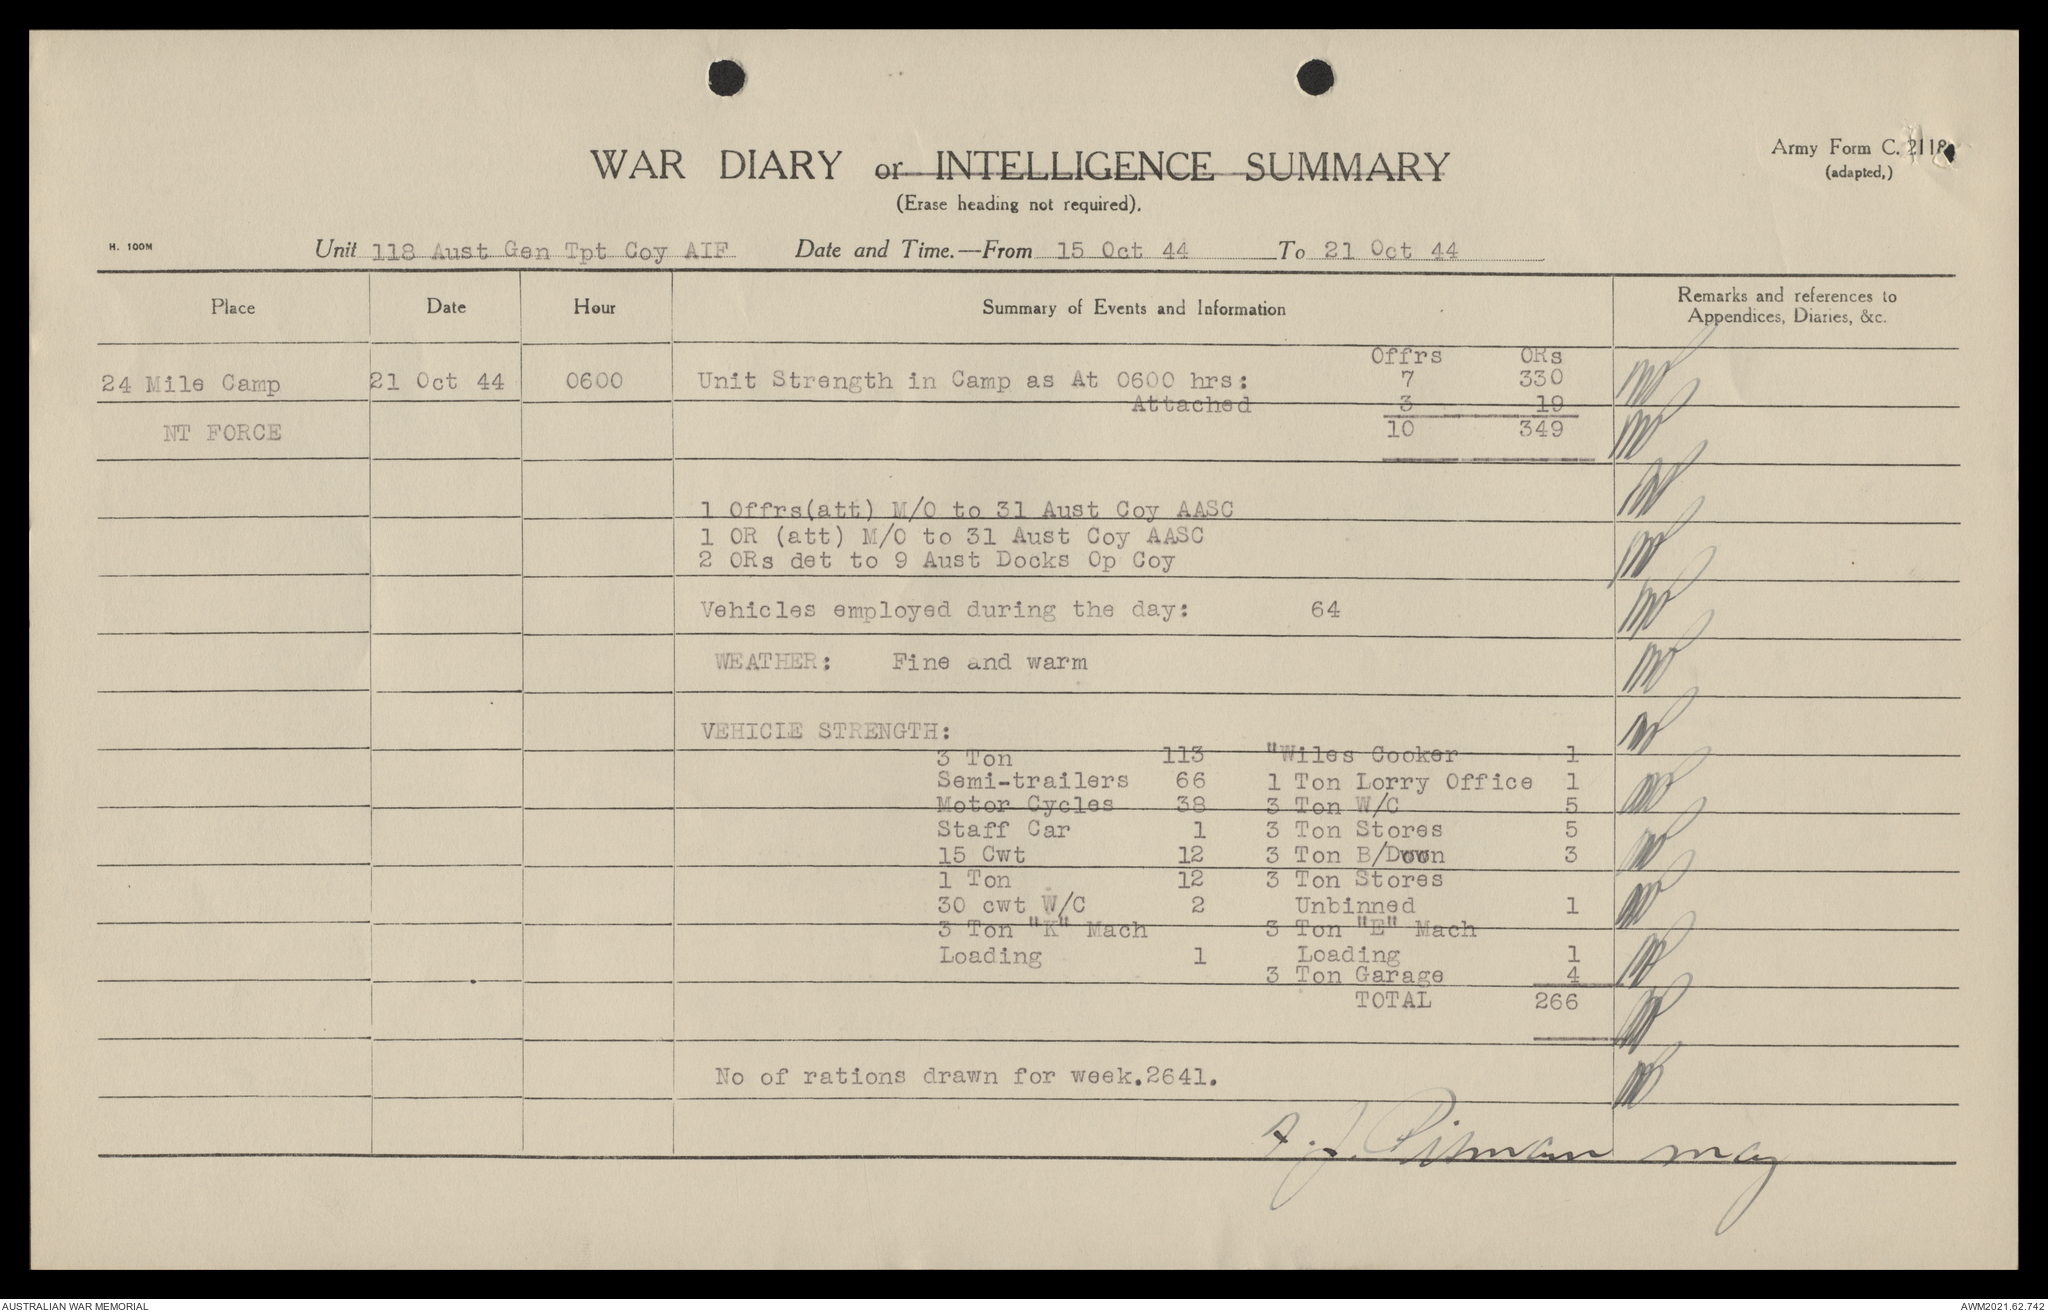 Army Form C. 2118.
(adapted,)
WAR DIARY or INTELLIGENCE SUMMARY
(Erase heading not required).
H. 100M
Unit 118 Aust Gen Tpt Coy AIF Date and Time.—From 15 Oct 44 To 21 Oct 44
Place Date Hour Summary of Events and Information Remarks and references to
Appendices, Diaries, &c.
Offrs ORs
24 Mile Camp 21 Oct 44 0600 Unit Strength in Camp as At 0600 hrs: 7 330
Attached 3 19
NT FORCE 10 349
1 Offrs(att) M/O to 31 Aust Coy AASC
1 OR (att) M/O to 31 Aust Coy AASC
2 ORs det to 9 Aust Docks Op Coy
Vehicles employed during the day: 64
WEATHER: Fine and warm
VEHICLE STRENGTH:
3 Ton 113 "Wiles Cooker 1
Semi-trailers 66 1 Ton Lorry Office 1
Motor Cycles 38 3 Ton W/C 5
Staff Car 1 3 Ton Stores 5
15 Cwt 12 3 Ton B/Down 3
1 Ton 12 3 Ton Stores
30 cwt W/C 2 Unbinned 1
3 Ton "K" Mach 3 Ton "E" Mach
Loading 1 Loading 1
3 Ton Garage 4
TOTAL 266
No of rations drawn for week.2641.
A. J. Pitman Maj
AUSTRALIAN WAR MEMORIAL AWM2021.62.742